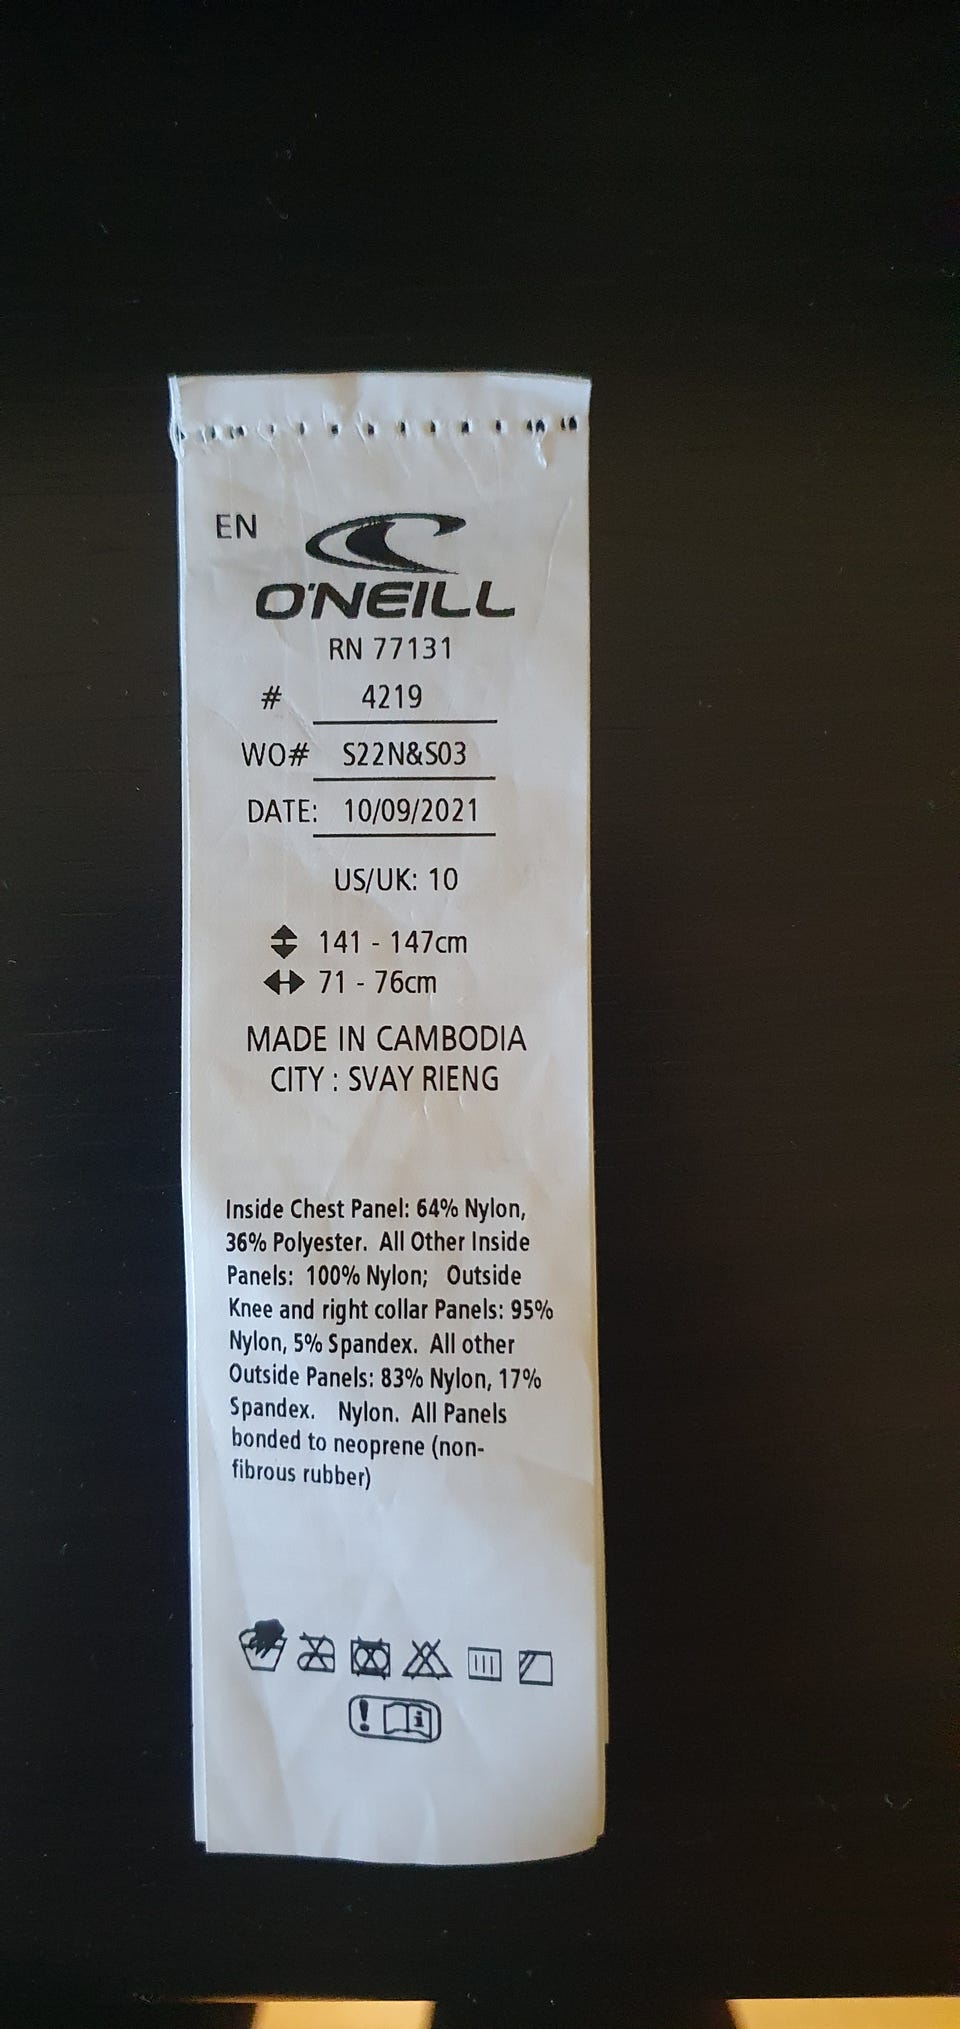 EN
O'NEILL
RN 77131
# 4219
WO# S22N&S03
DATE: 10/09/2021
US/UK: 10
141 - 147cm
71 - 76cm
MADE IN CAMBODIA
CITY : SVAY RIENG
Inside Chest Panel: 64% Nylon,
36% Polyester. All Other Inside
Panels: 100% Nylon; Outside
Knee and right collar Panels: 95%
Nylon, 5% Spandex. All other
Outside Panels: 83% Nylon, 17%
Spandex. Nylon. All Panels
bonded to neoprene (non-
fibrous rubber)
! i